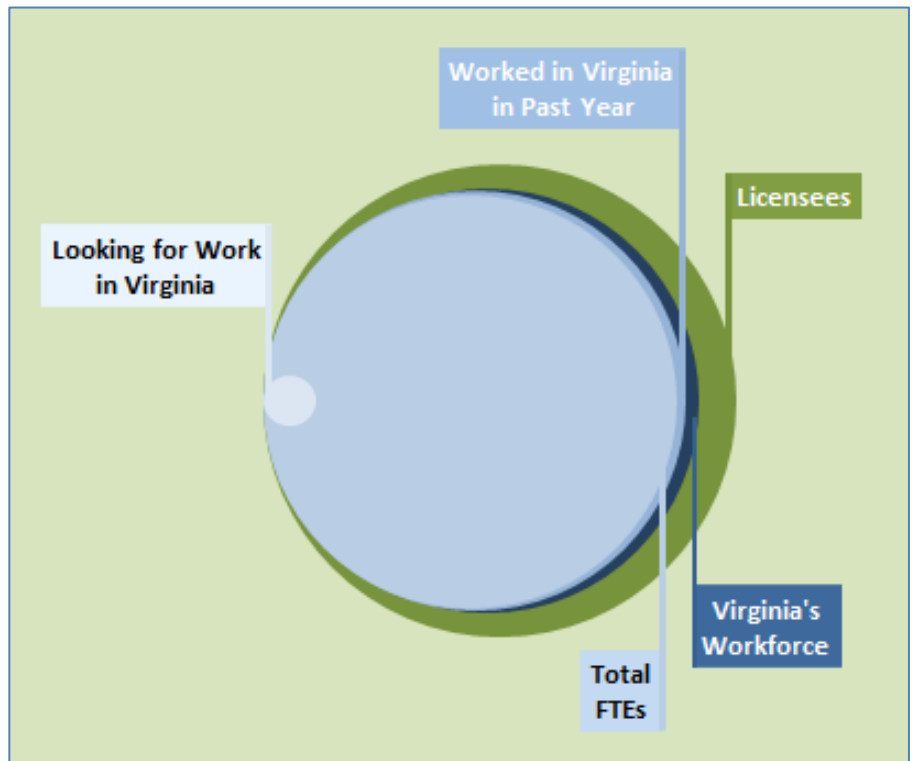 Worked in Virginia
in Past Year
Licensees
Looking for Work
in Virginia
Virginia's
Workforce
Total
FTEs